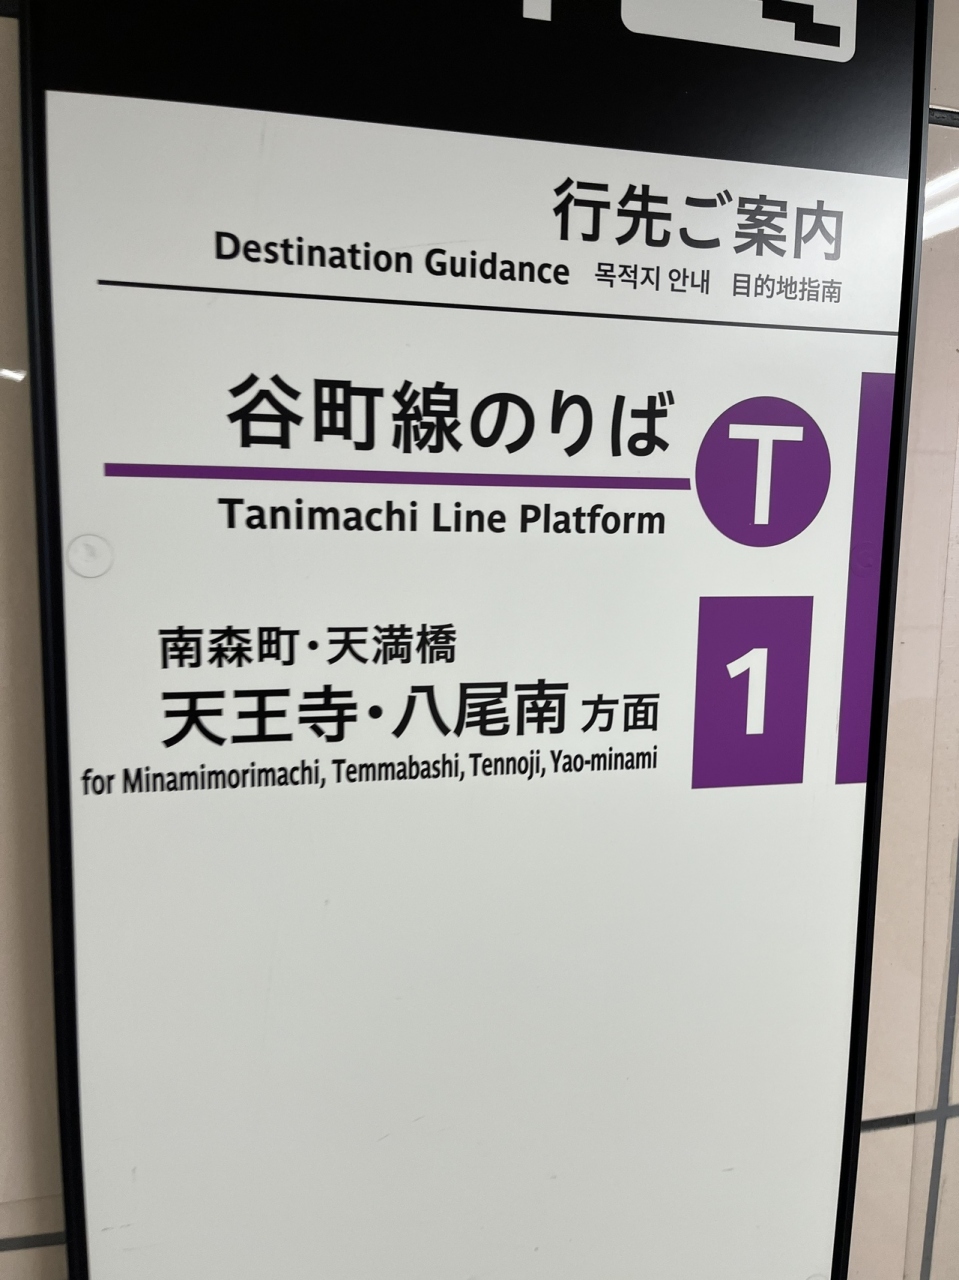 行先ご案内
Destination Guidance 목적지 안내 目的地指南
谷町線のりば T
Tanimachi Line Platform
南森町・天満橋
天王寺・八尾南 方面 1
for Minamimorimachi, Temmabashi, Tennoji, Yao-minami